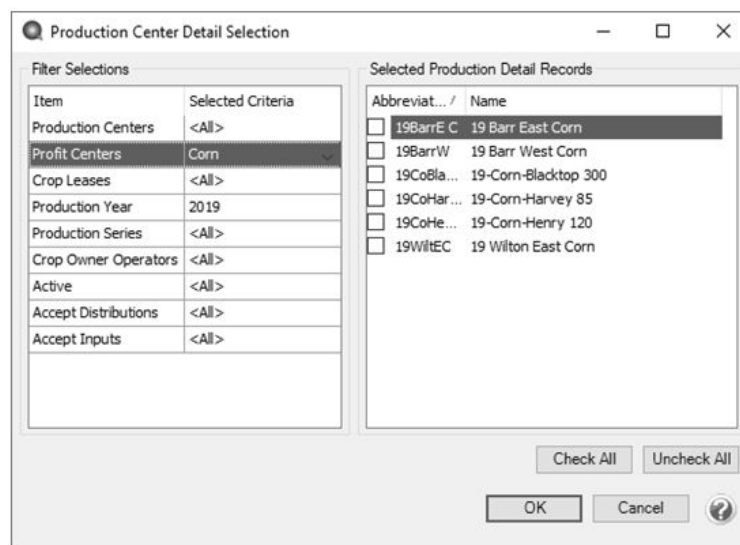 Production Center Detail Selection
Filter Selections
Item Selected Criteria
Production Centers <All>
Profit Centers Corn
Crop Leases <All>
Production Year 2019
Production Series <All>
Crop Owner Operators <All>
Active <All>
Accept Distributions <All>
Accept Inputs <All>
Selected Production Detail Records
Abbreviat... / Name
19BarrE C 19 Barr East Corn
19BarrW 19 Barr West Corn
19CoBla... 19-Corn-Blacktop 300
19CoHar... 19-Corn-Harvey 85
19CoHe... 19-Corn-Henry 120
19WiltEC 19 Wilton East Corn
Check All Uncheck All
OK Cancel ?